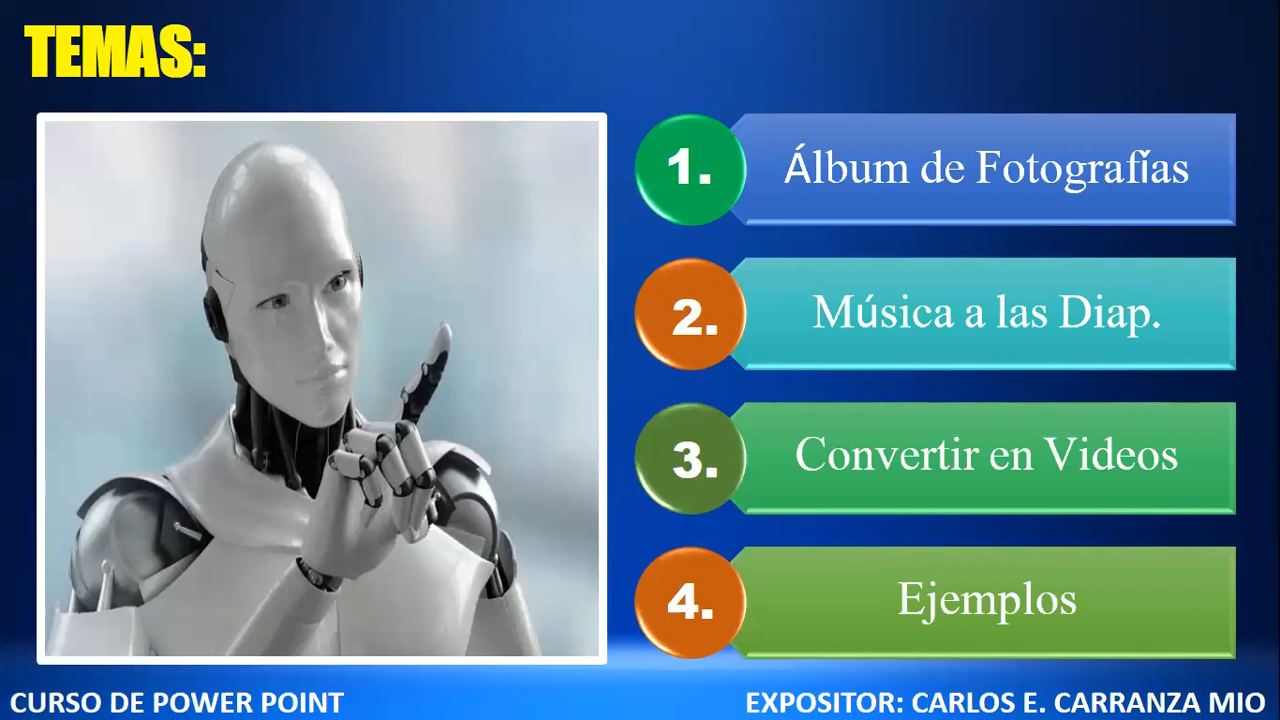 TEMAS:
1.
Álbum de Fotografías
2.
Música a las Diap.
3.
Convertir en Videos
4.
Ejemplos
CURSO DE POWER POINT
EXPOSITOR: CARLOS E. CARRANZA MIO